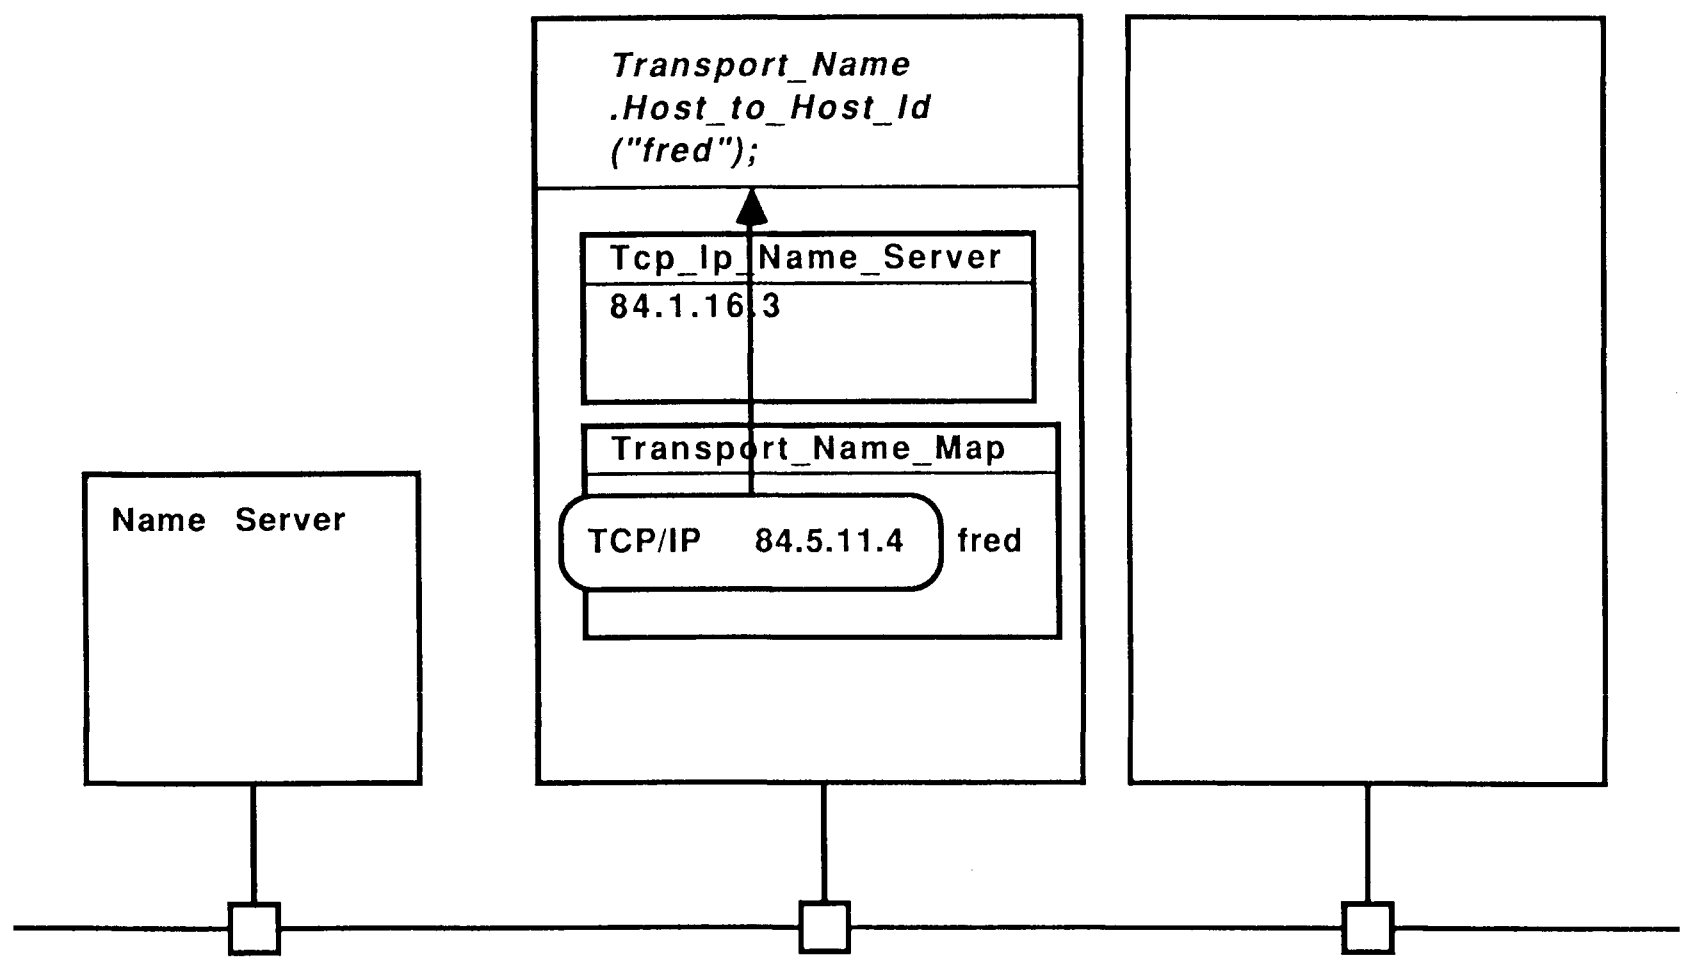 Transport_Name
.Host_to_Host_Id
("fred");
Tcp_Ip_Name_Server
84.1.16.3
Transport_Name_Map
Name Server
TCP/IP 84.5.11.4 fred